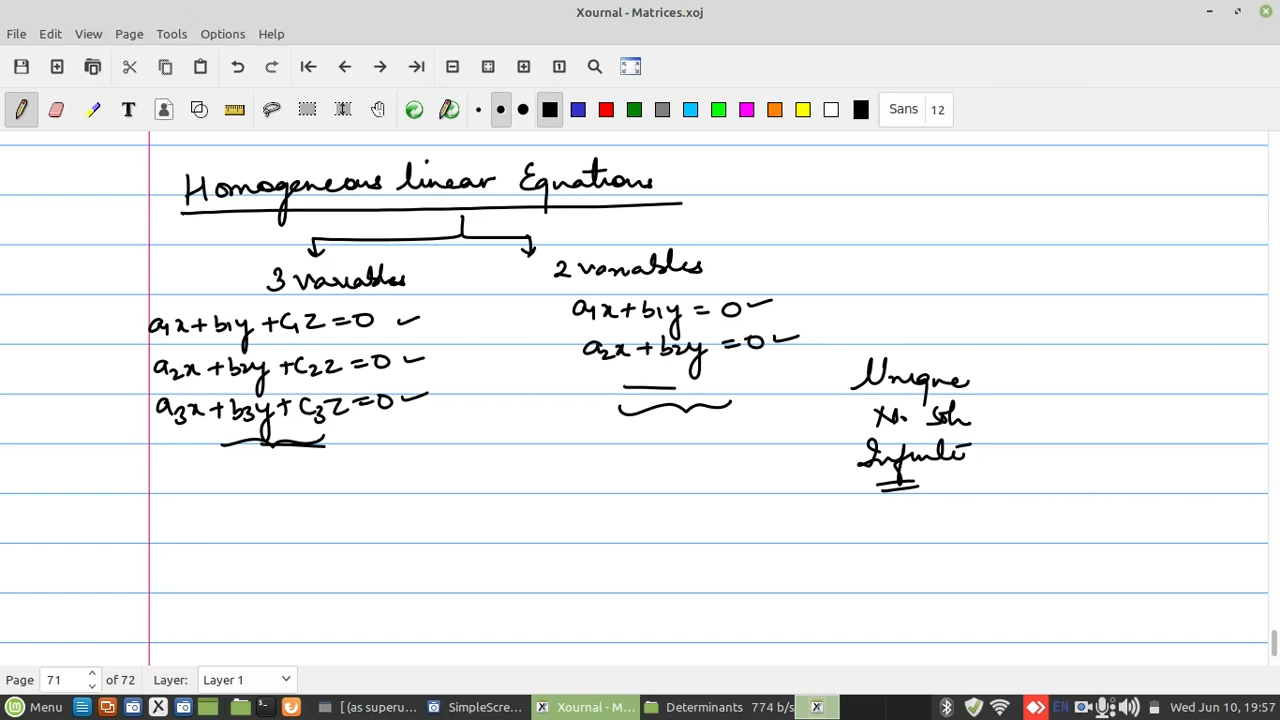 Xournal - Matrices.xoj
File Edit View Page Tools Options Help
Sans 12
Homogeneous linear Equations
3 variables
2 variables
a1x + b1y + c1z = 0 ✓
a2x + b2y + c2z = 0 ✓
a3x + b3y + c3z = 0 ✓
a1x + b1y = 0 ✓
a2x + b2y = 0 ✓
Unique
No. soln
Infinite
Page 71 of 72 Layer: Layer 1
Menu [(as superu... SimpleScre... Xournal - M... Determinants 774 b/s EN Wed Jun 10, 19:57